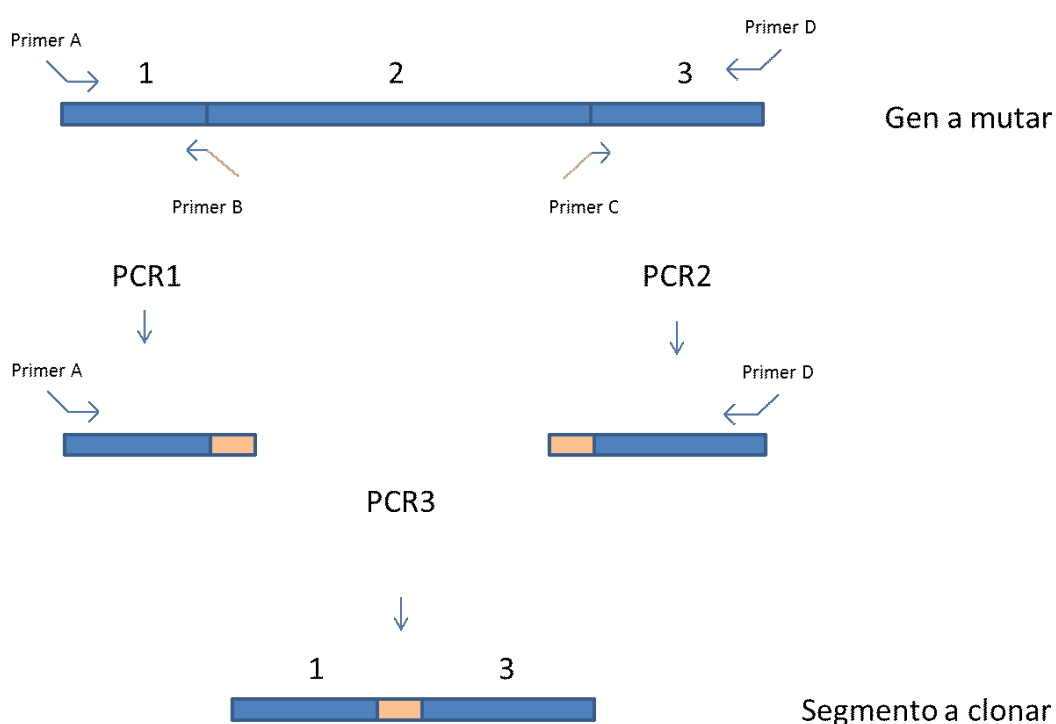 Primer A
Primer D
1
2
3
Gen a mutar
Primer B
Primer C
PCR1
PCR2
Primer A
Primer D
PCR3
1
3
Segmento a clonar